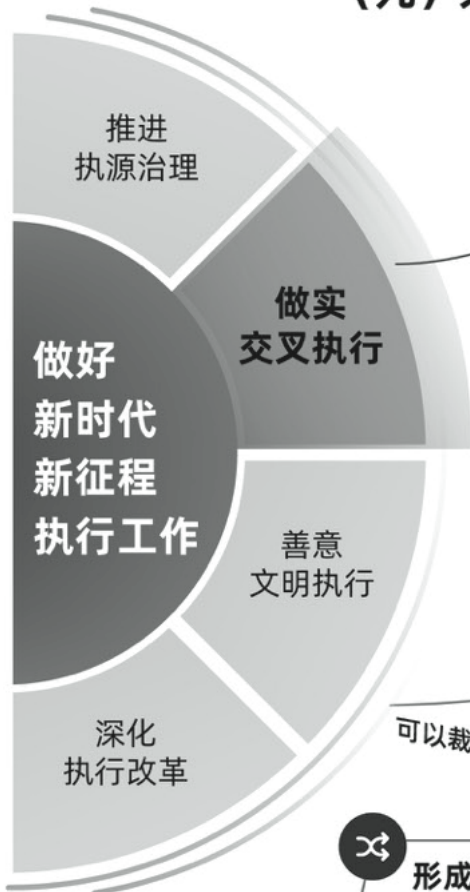 推进
执源治理
做实
交叉执行
做好
新时代
新征程
执行工作
善意
文明执行
深化
执行改革
可以裁
形成